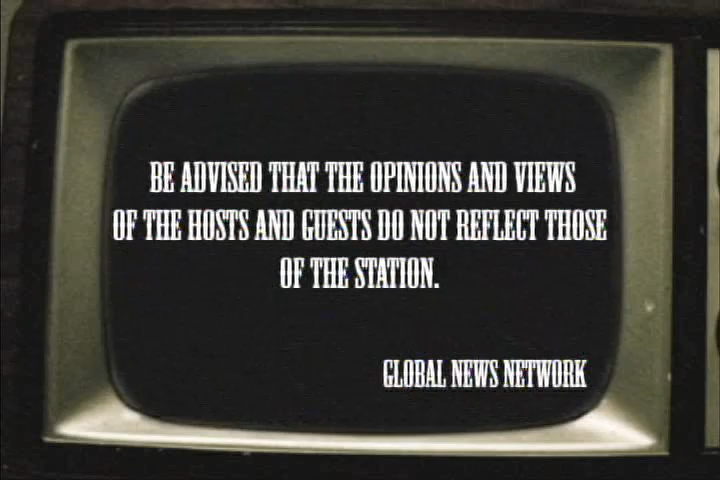 BE ADVISED THAT THE OPINIONS AND VIEWS
OF THE HOSTS AND GUESTS DO NOT REFLECT THOSE
OF THE STATION.
GLOBAL NEWS NETWORK